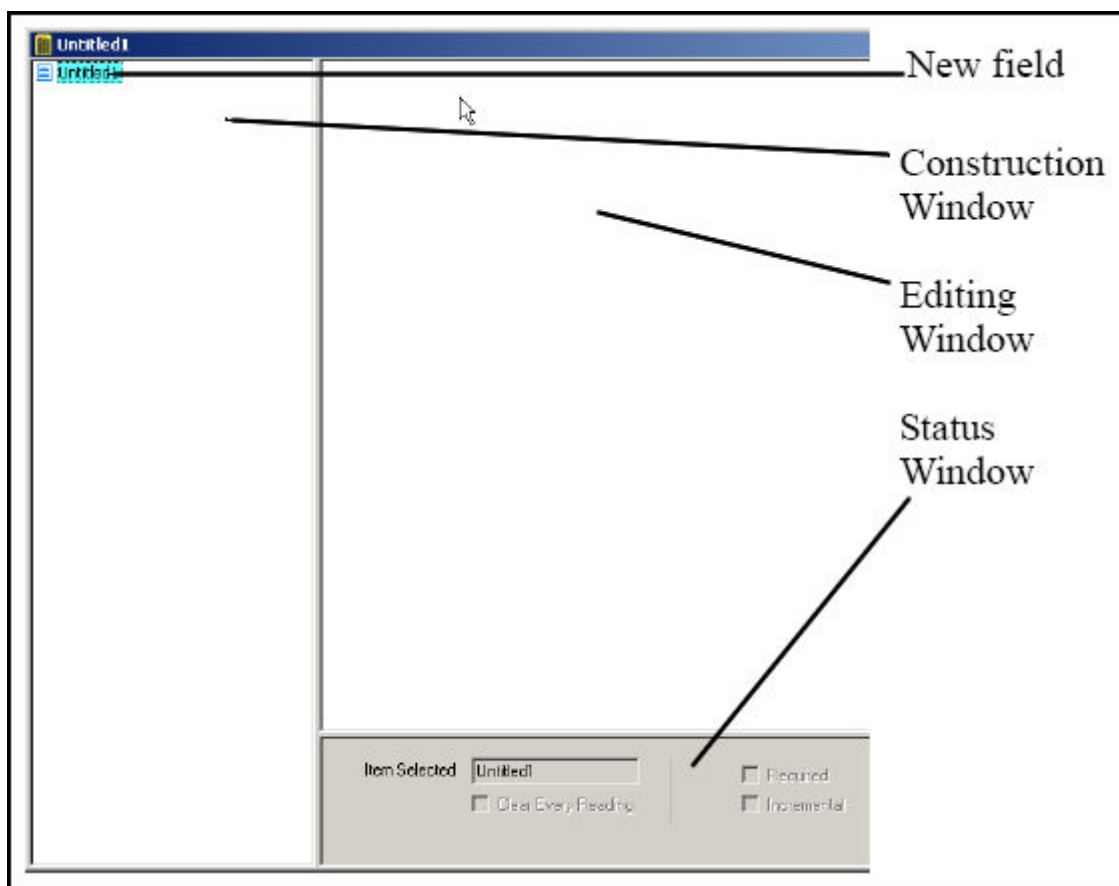 Untitled1
Untitled1
New field
Construction
Window
Editing
Window
Status
Window
Item Selected Untitled1 Required
Clear Every Reading Incremental